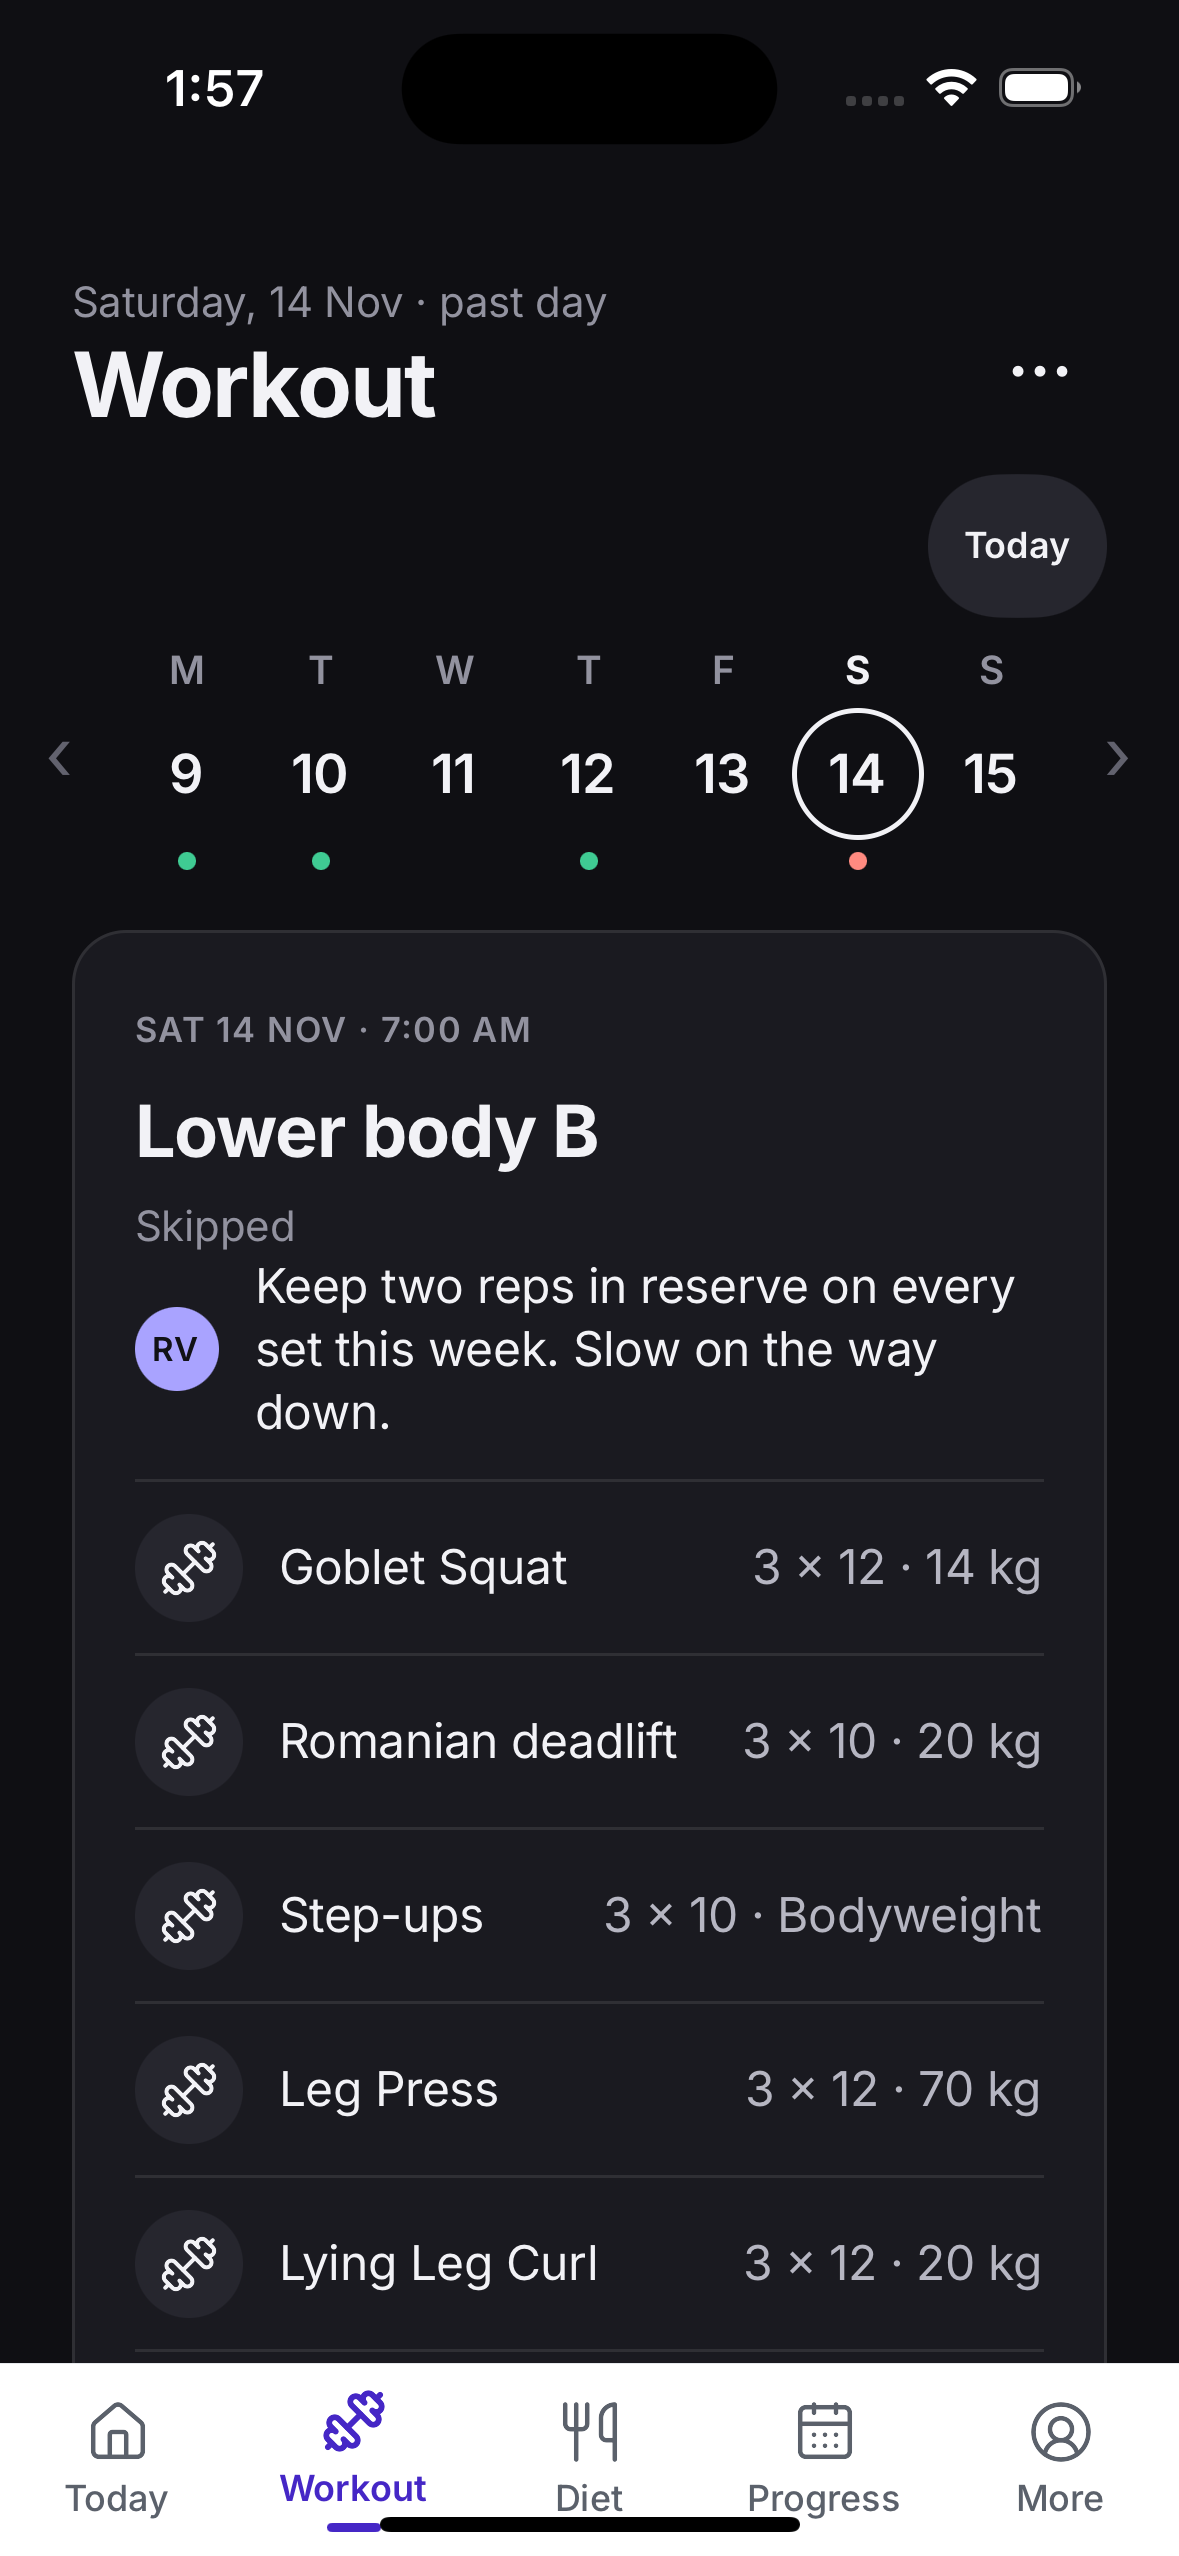 1:57
Saturday, 14 Nov · past day
Workout
Today
M T W T F S S
9 10 11 12 13 14 15
SAT 14 NOV · 7:00 AM
Lower body B
Skipped
RV
Keep two reps in reserve on every
set this week. Slow on the way
down.
Goblet Squat 3 × 12 · 14 kg
Romanian deadlift 3 × 10 · 20 kg
Step-ups 3 × 10 · Bodyweight
Leg Press 3 × 12 · 70 kg
Lying Leg Curl 3 × 12 · 20 kg
Today Workout Diet Progress More